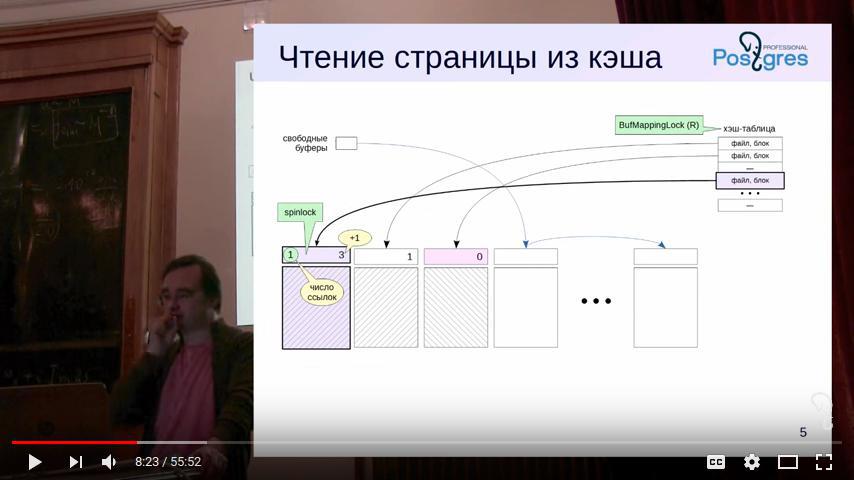 Чтение страницы из кэша
PROFESSIONAL
Postgres
BufMappingLock (R)
хэш-таблица
свободные
буферы
файл, блок
файл, блок
—
файл, блок
• • •
—
spinlock
+1
1
3
1
0
число
ссылок
• • •
5
8:23 / 55:52
CC